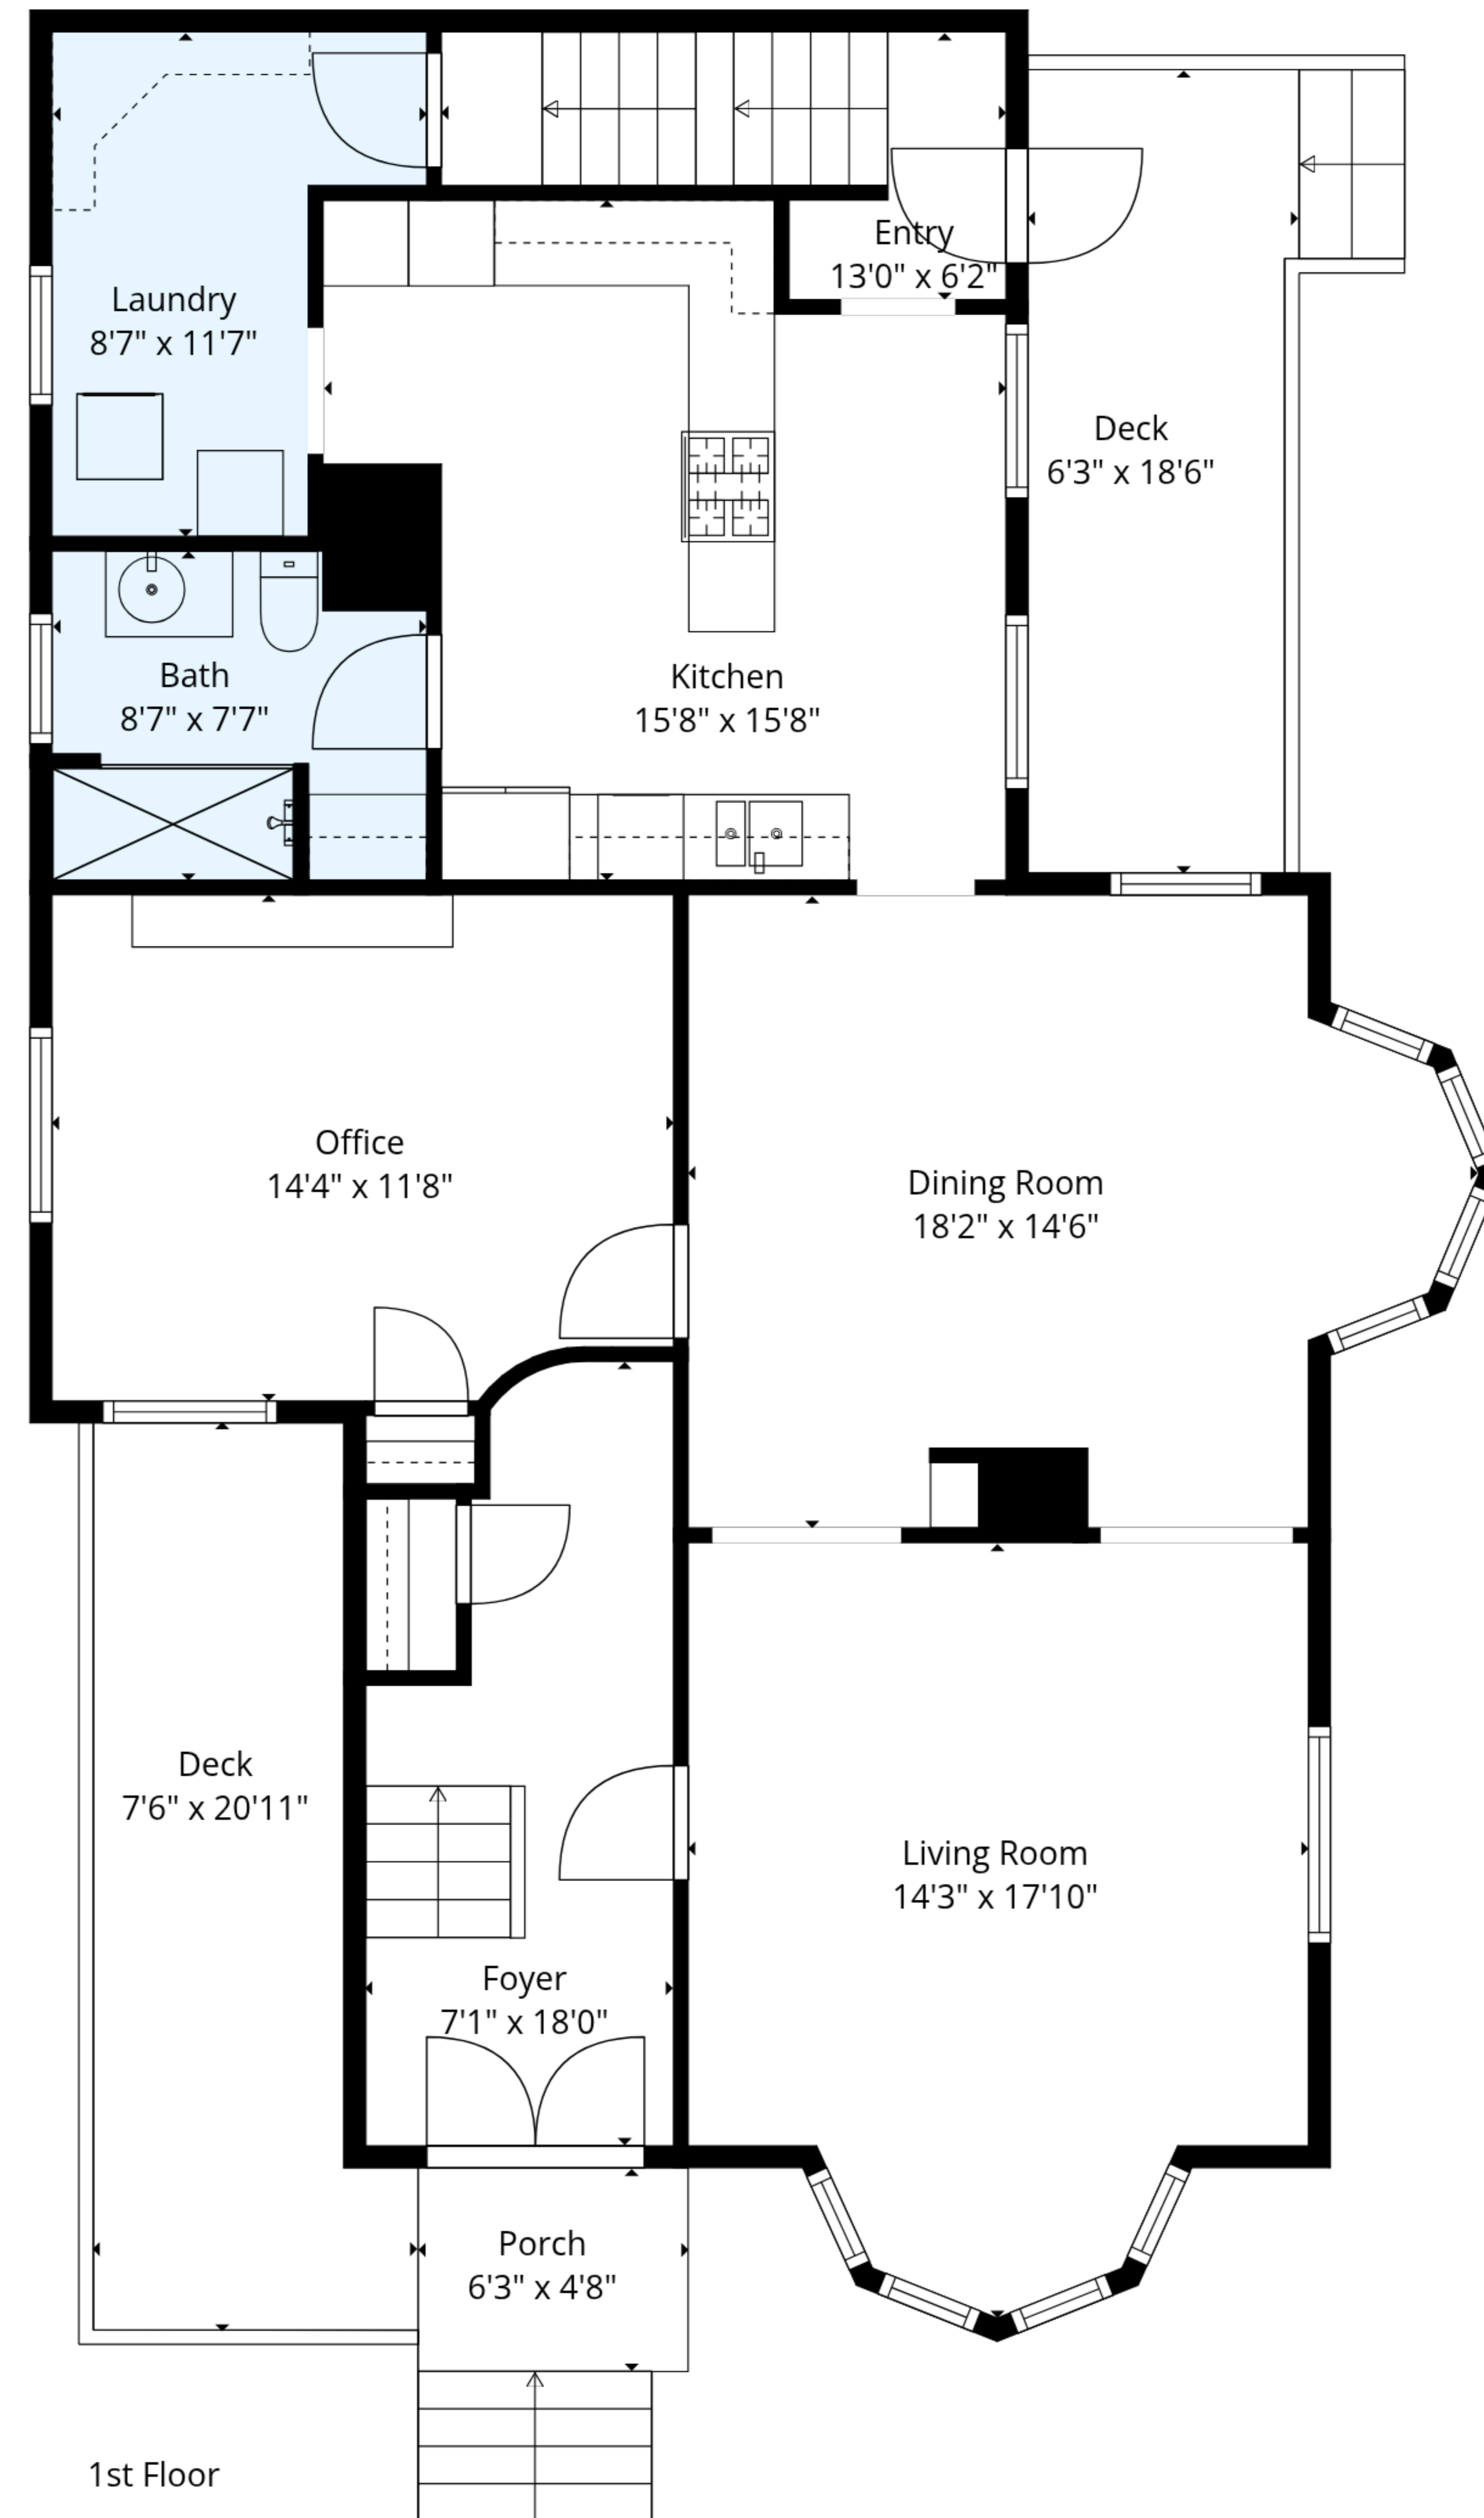 Entry
13'0" x 6'2"
Laundry
8'7" x 11'7"
Deck
6'3" x 18'6"
Bath
8'7" x 7'7"
Kitchen
15'8" x 15'8"
Office
14'4" x 11'8"
Dining Room
18'2" x 14'6"
Deck
7'6" x 20'11"
Living Room
14'3" x 17'10"
Foyer
7'1" x 18'0"
Porch
6'3" x 4'8"
1st Floor